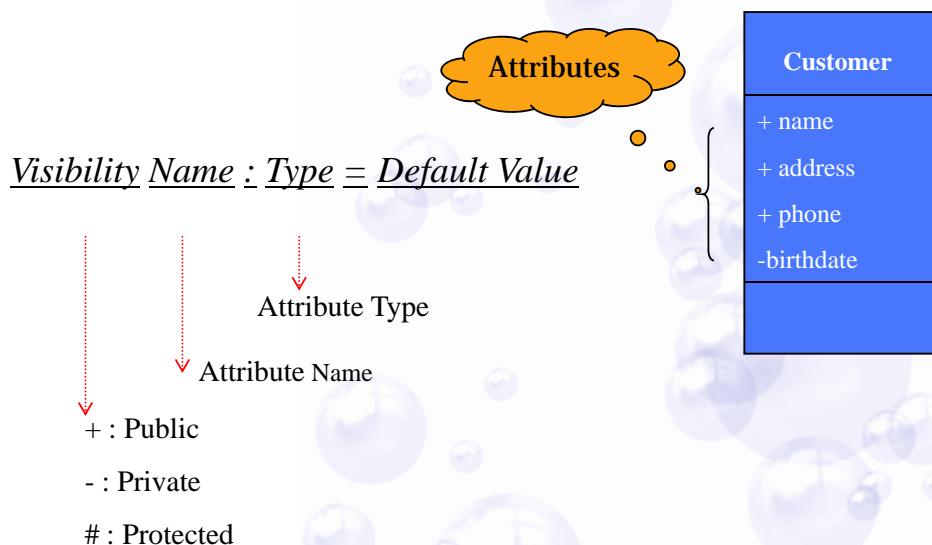 Attributes
Visibility Name : Type = Default Value
Attribute Type
Attribute Name
+ : Public
- : Private
# : Protected
Customer
+ name
+ address
+ phone
-birthdate